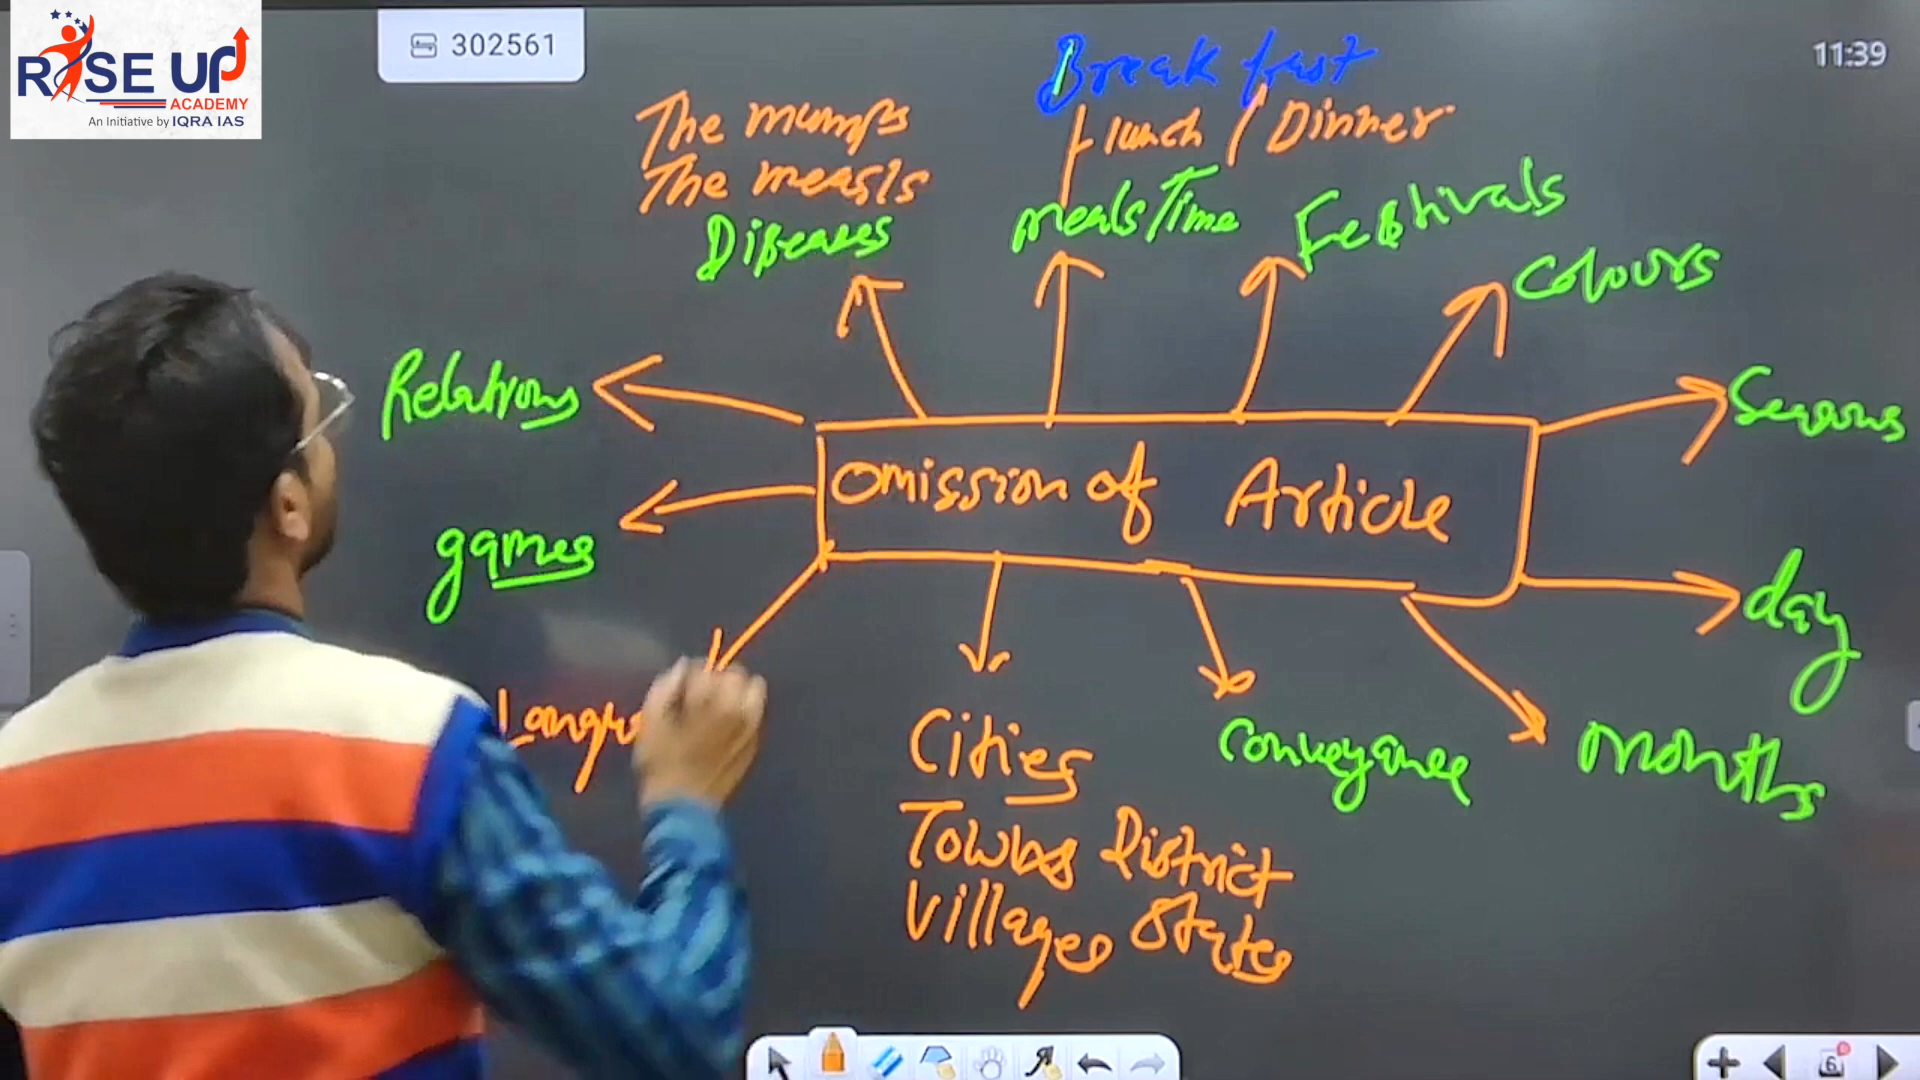 RISE UP
ACADEMY
An Initiative by IQRA IAS
302561
11:39
Break fast
lunch / Dinner
The mumps
The measls
Diseases
meals Time
Festivals
Colours
Relations
Seasons
Omission of Article
games
day
Langu
Cities
Conveyance
months
Towns District
Villages States
6